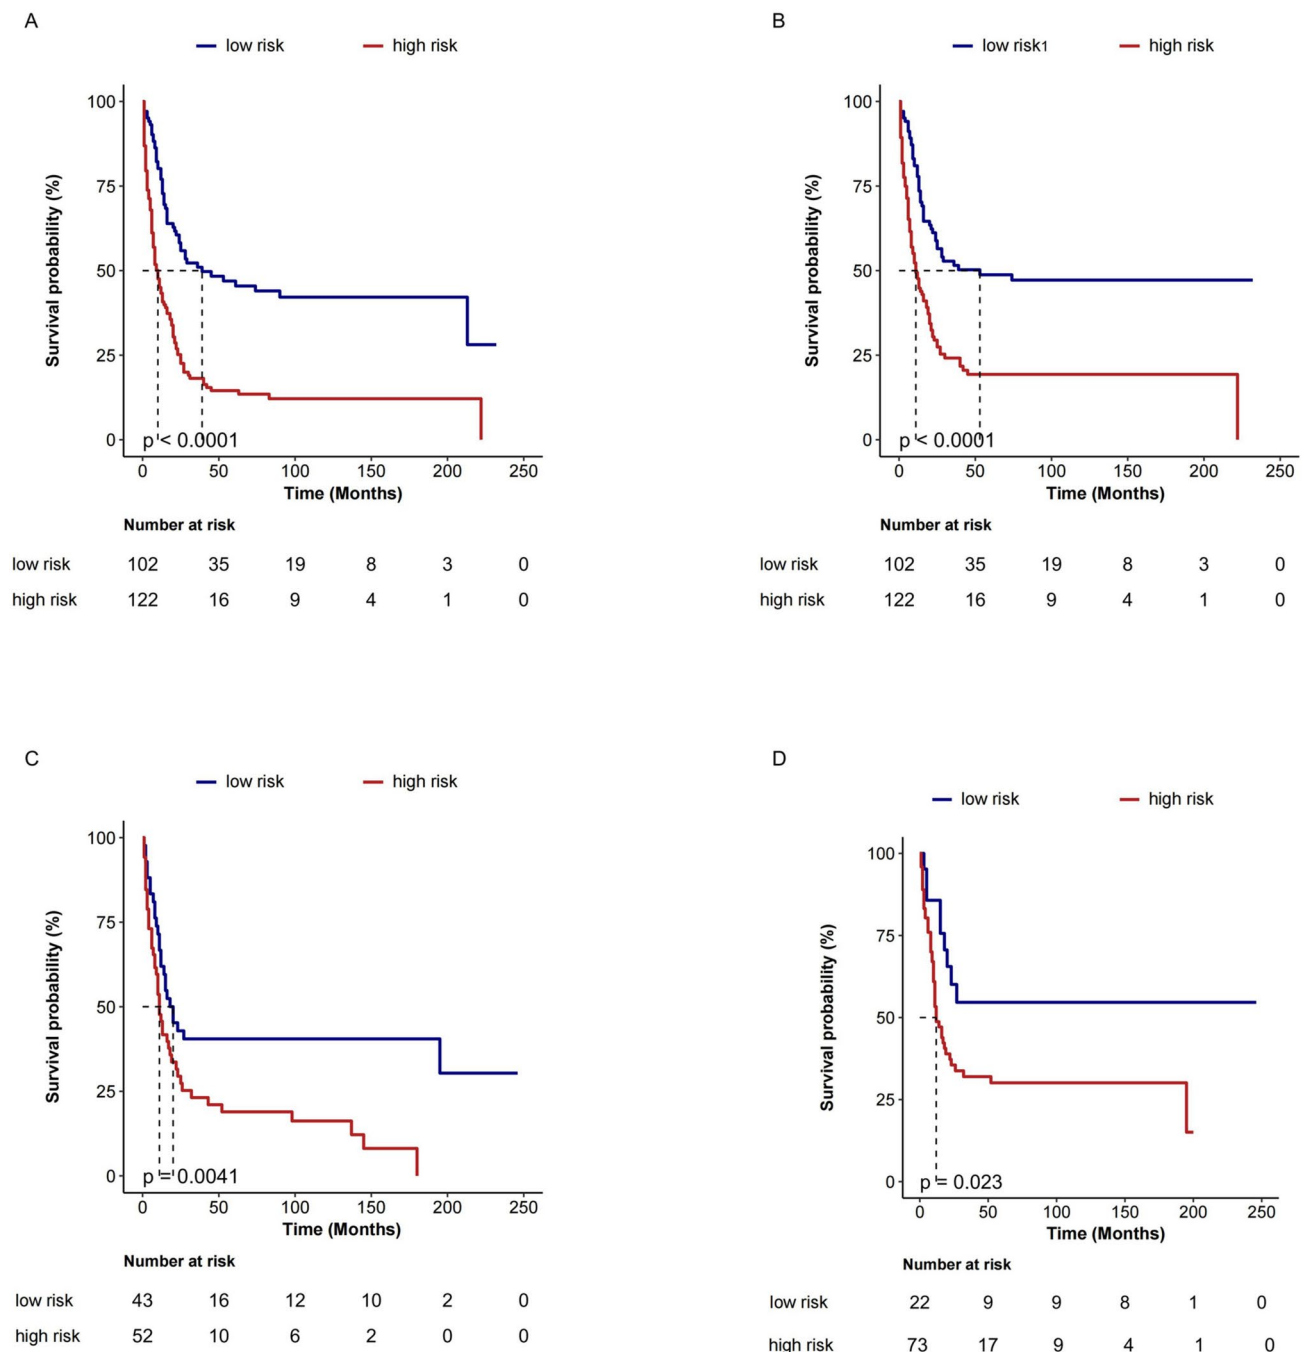 A
low risk high risk
Survival probability (%)
100
75
50
25
0
p < 0.0001
0 50 100 150 200 250
Time (Months)
Number at risk
low risk 102 35 19 8 3 0
high risk 122 16 9 4 1 0
B
low risk1 high risk
Survival probability (%)
100
75
50
25
0
p < 0.0001
0 50 100 150 200 250
Time (Months)
Number at risk
low risk 102 35 19 8 3 0
high risk 122 16 9 4 1 0
C
low risk high risk
Survival probability (%)
100
75
50
25
0
p = 0.0041
0 50 100 150 200 250
Time (Months)
Number at risk
low risk 43 16 12 10 2 0
high risk 52 10 6 2 0 0
D
low risk high risk
Survival probability (%)
100
75
50
25
0
p = 0.023
0 50 100 150 200 250
Time (Months)
Number at risk
low risk 22 9 9 8 1 0
high risk 73 17 9 4 1 0